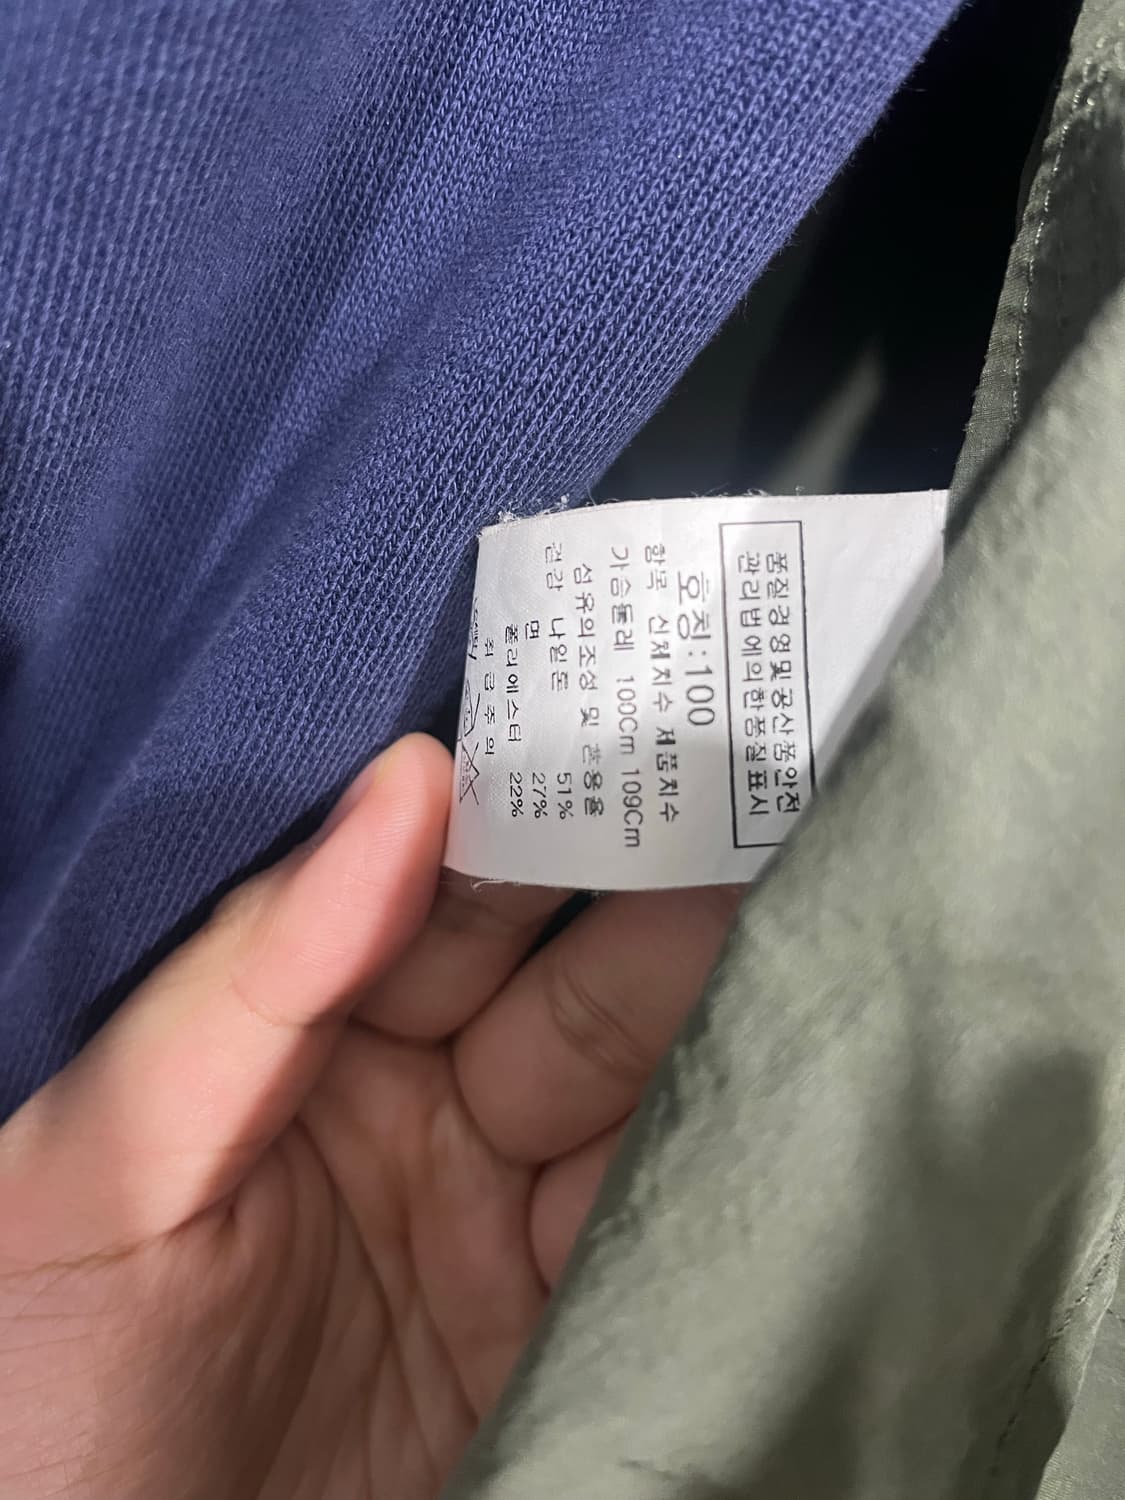 품질경영및공산품안전
관리법에의한품질표시
호칭:100
항목 신체치수 제품치수
가슴둘레 100Cm 109Cm
섬유의조성 및 혼용율
겉감 나일론 51%
면 27%
폴리에스터 22%
취급주의